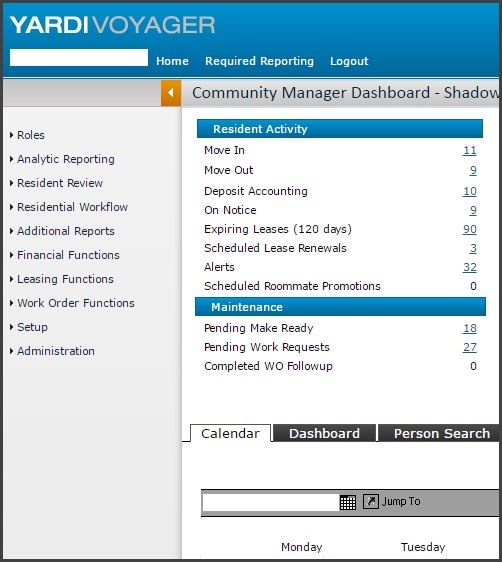 YARDI VOYAGER
Home Required Reporting Logout
Community Manager Dashboard - Shadow
Roles
Analytic Reporting
Resident Review
Residential Workflow
Additional Reports
Financial Functions
Leasing Functions
Work Order Functions
Setup
Administration
Resident Activity
Move In 11
Move Out 9
Deposit Accounting 10
On Notice 9
Expiring Leases (120 days) 90
Scheduled Lease Renewals 3
Alerts 32
Scheduled Roommate Promotions 0
Maintenance
Pending Make Ready 18
Pending Work Requests 27
Completed WO Followup 0
Calendar Dashboard Person Search
Jump To
Monday Tuesday